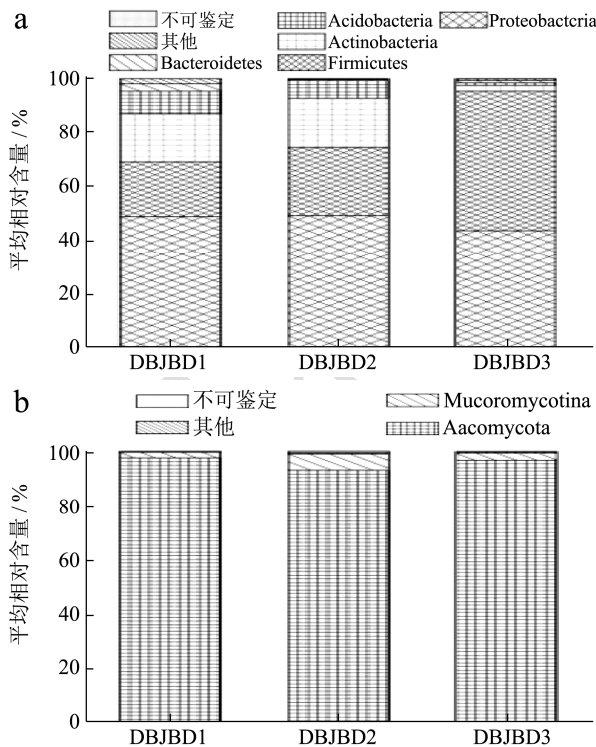 a
不可鉴定 Acidobacteria Proteobactcria
其他 Actinobacteria
Bacteroidetes Firmicutes
平均相对含量 / %
100
80
60
40
20
0
DBJBD1 DBJBD2 DBJBD3
b
不可鉴定 Mucoromycotina
其他 Aacomycota
平均相对含量 / %
100
80
60
40
20
0
DBJBD1 DBJBD2 DBJBD3